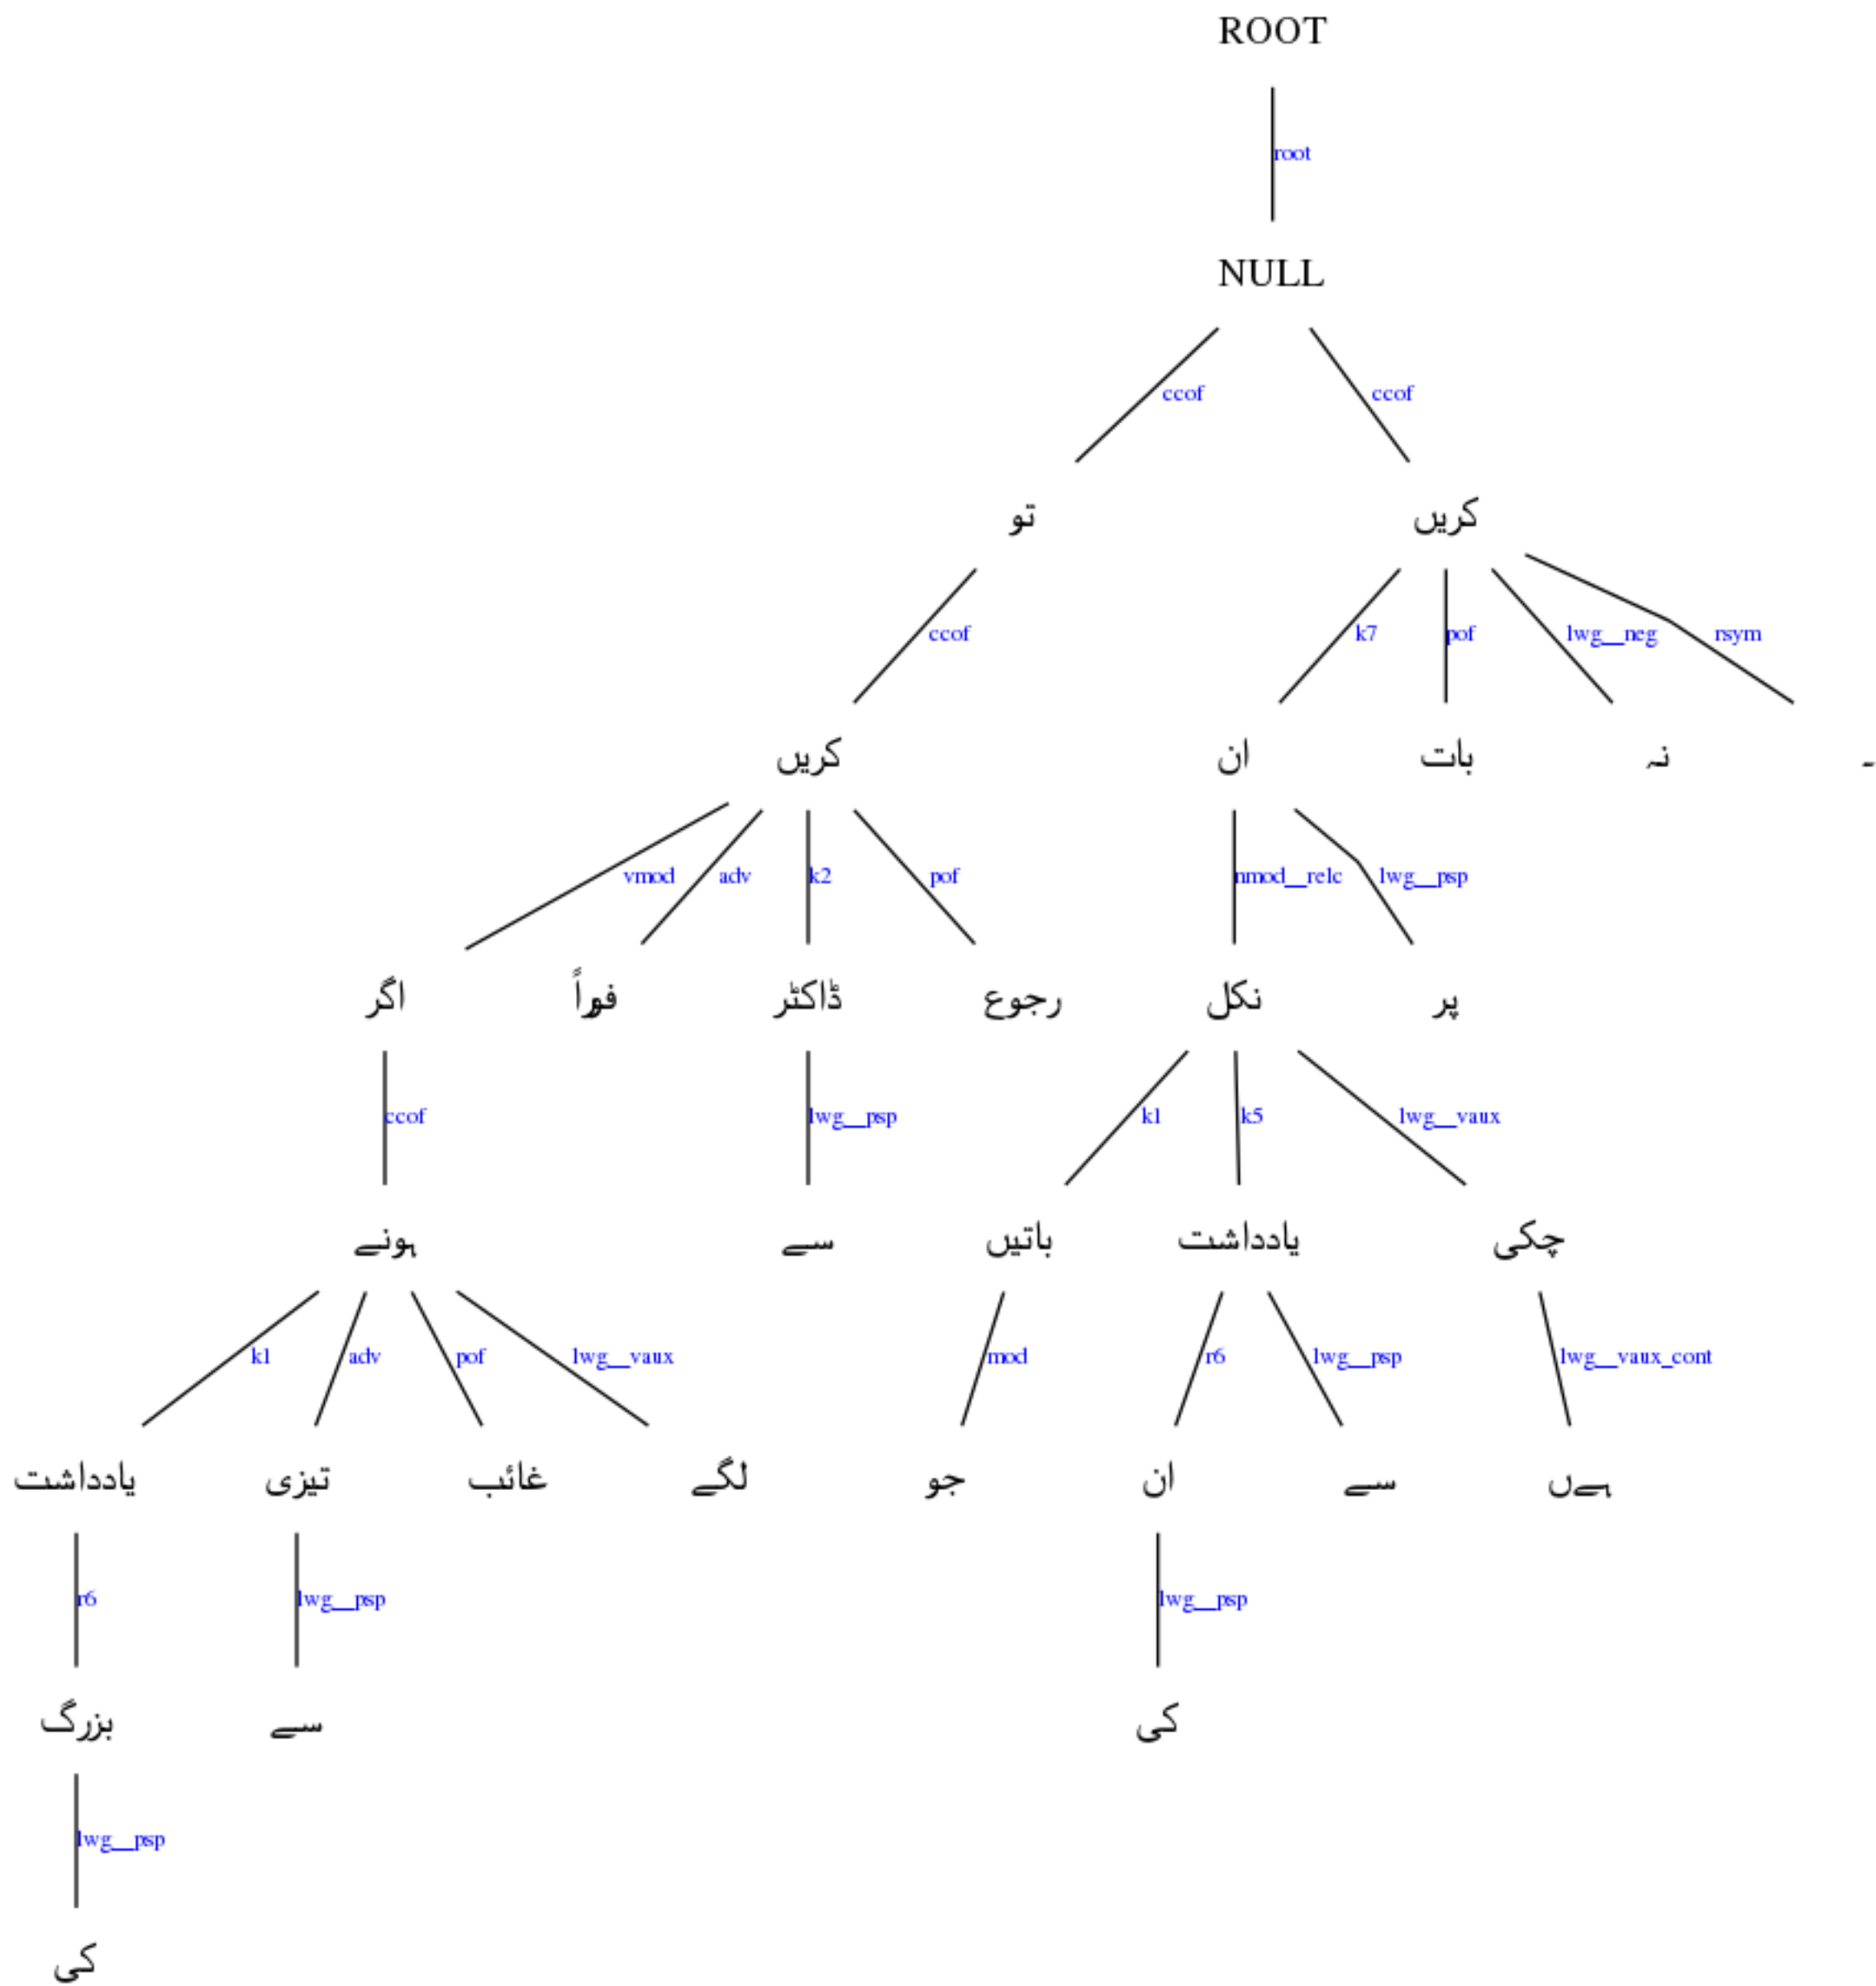 ROOT
root
NULL
ccof ccof
تو کریں
ccof k7 pof lwg__neg rsym
کریں ان بات نہ ۔
vmod adv k2 pof nmod__relc lwg__psp
اگر فوراً ڈاکٹر رجوع نکل پر
ccof lwg__psp k1 k5 lwg__vaux
ہونے سے باتیں یادداشت چکی
k1 adv pof lwg__vaux mod r6 lwg__psp lwg__vaux_cont
یادداشت تیزی غائب لگے جو ان سے ہےں
r6 lwg__psp lwg__psp
بزرگ سے کی
lwg__psp
کی